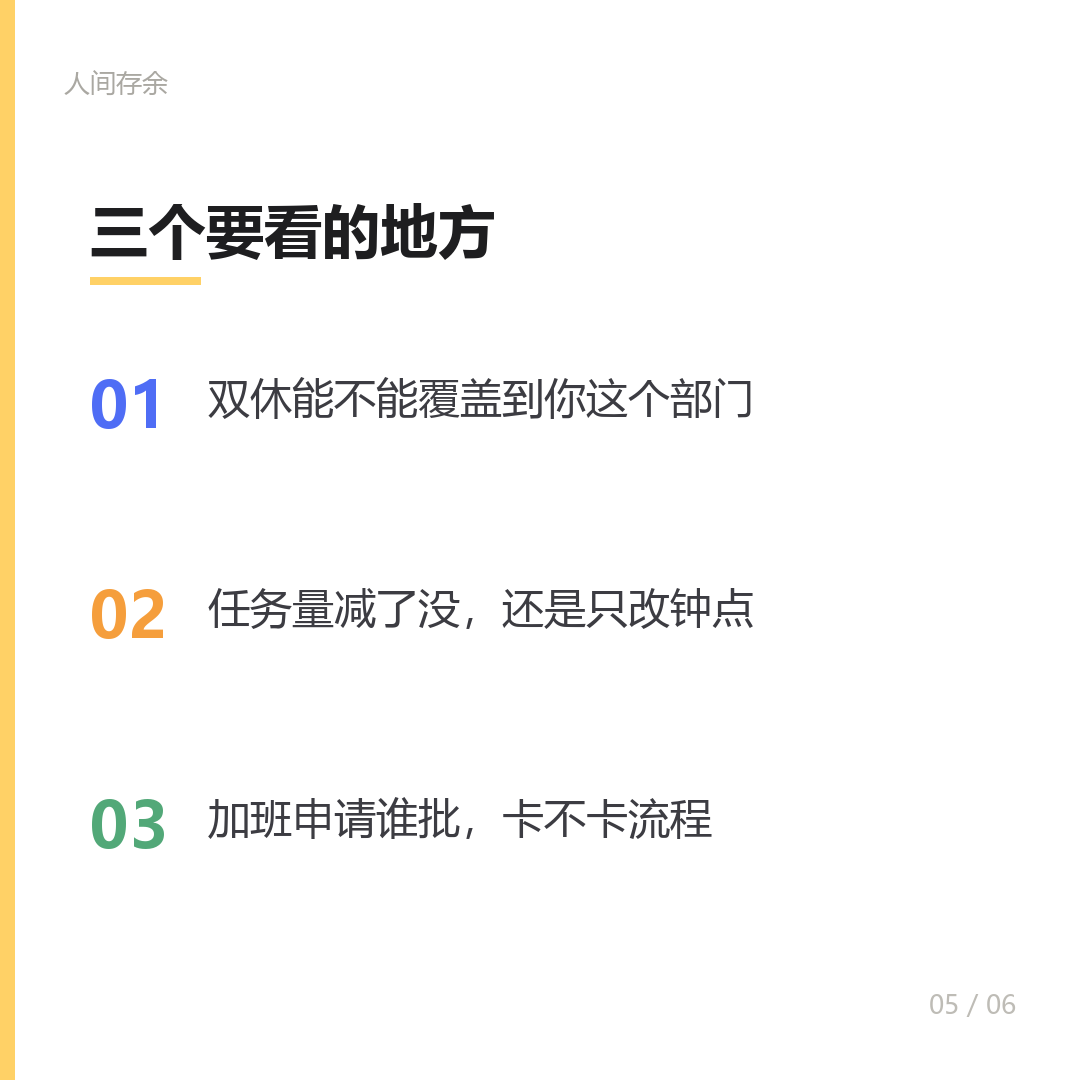 人间存余
三个要看的地方
01 双休能不能覆盖到你这个部门
02 任务量减了没，还是只改钟点
03 加班申请谁批，卡不卡流程
05 / 06